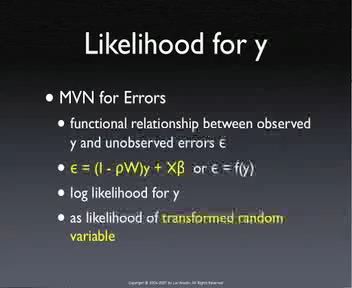 Likelihood for y
• MVN for Errors
• functional relationship between observed
y and unobserved errors ϵ
• ϵ = (I - ρW)y + Xβ or ϵ = f(y)
• log likelihood for y
• as likelihood of transformed random
variable